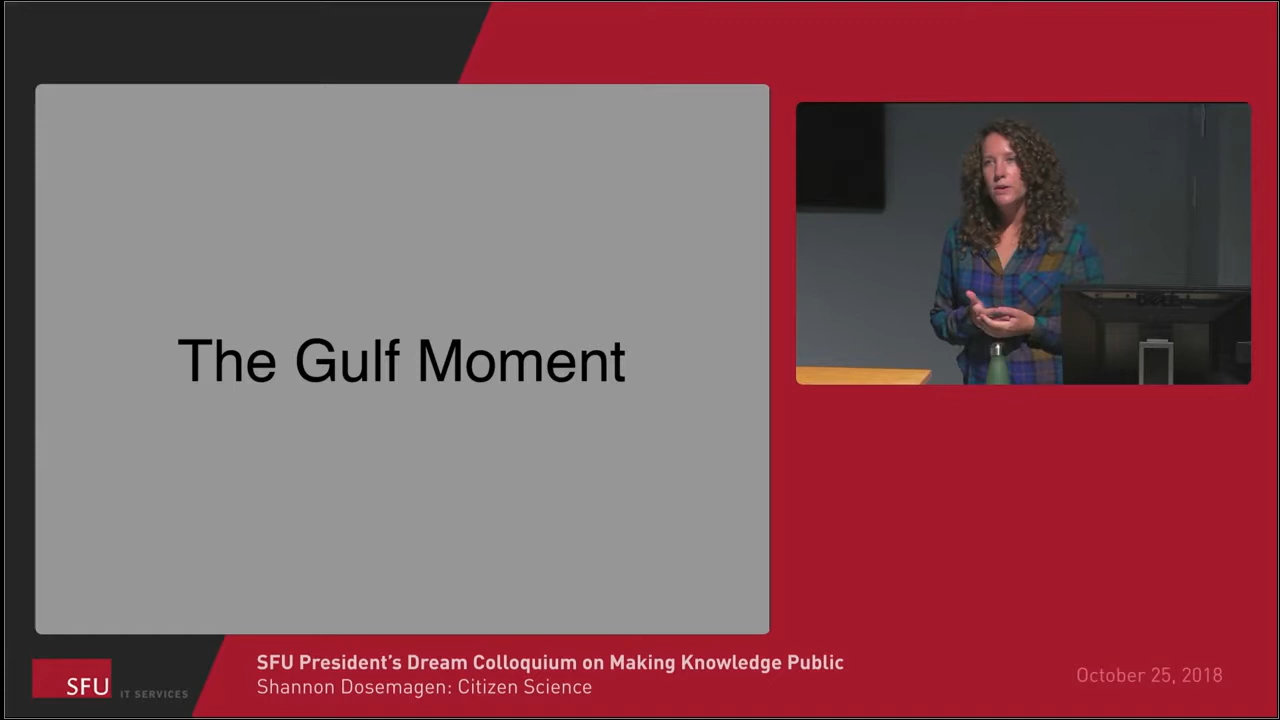 The Gulf Moment
DELL
SFU
IT SERVICES
SFU President's Dream Colloquium on Making Knowledge Public
Shannon Dosemagen: Citizen Science
October 25, 2018